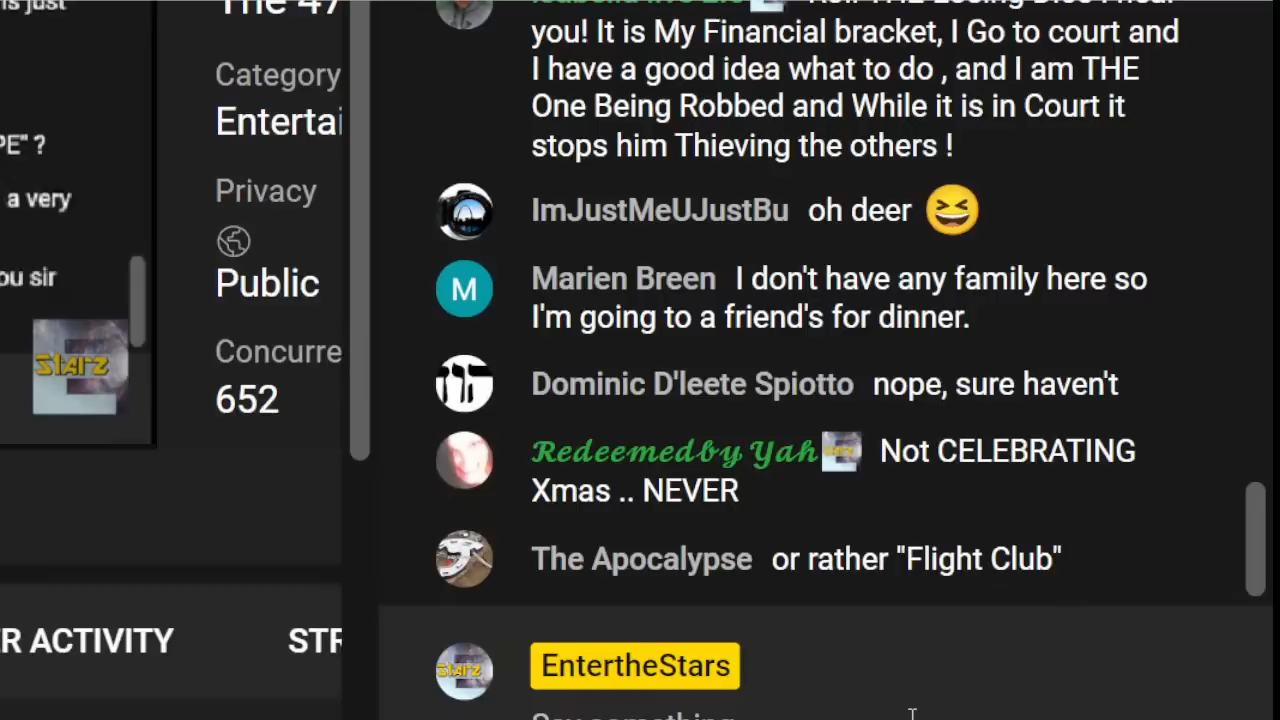 The 47
Category
Entertai
PE" ?
Privacy
a very
Public
ou sir
Concurre
Starz
652
R ACTIVITY
STR
you! It is My Financial bracket, I Go to court and
I have a good idea what to do , and I am THE
One Being Robbed and While it is in Court it
stops him Thieving the others !
ImJustMeUJustBu oh deer 😆
M Marien Breen I don't have any family here so
I'm going to a friend's for dinner.
Dominic D'leete Spiotto nope, sure haven't
Redeemedby Yah Not CELEBRATING
Xmas .. NEVER
The Apocalypse or rather "Flight Club"
Starz EntertheStars